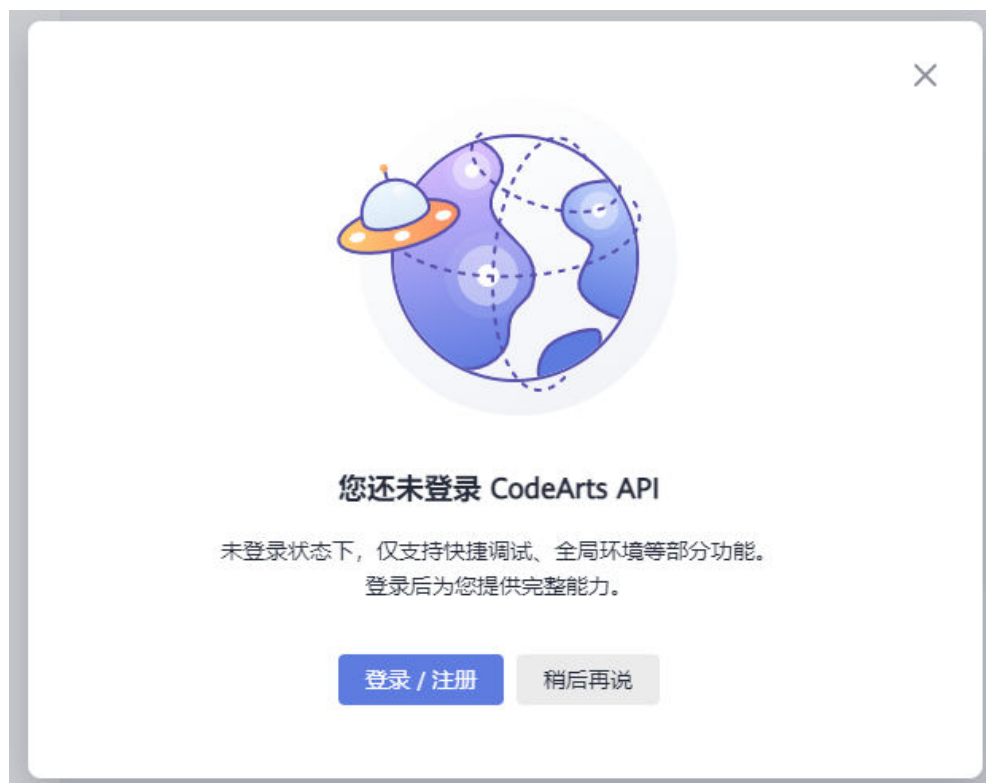 您还未登录 CodeArts API
未登录状态下，仅支持快捷调试、全局环境等部分功能。
登录后为您提供完整能力。
登录 / 注册
稍后再说